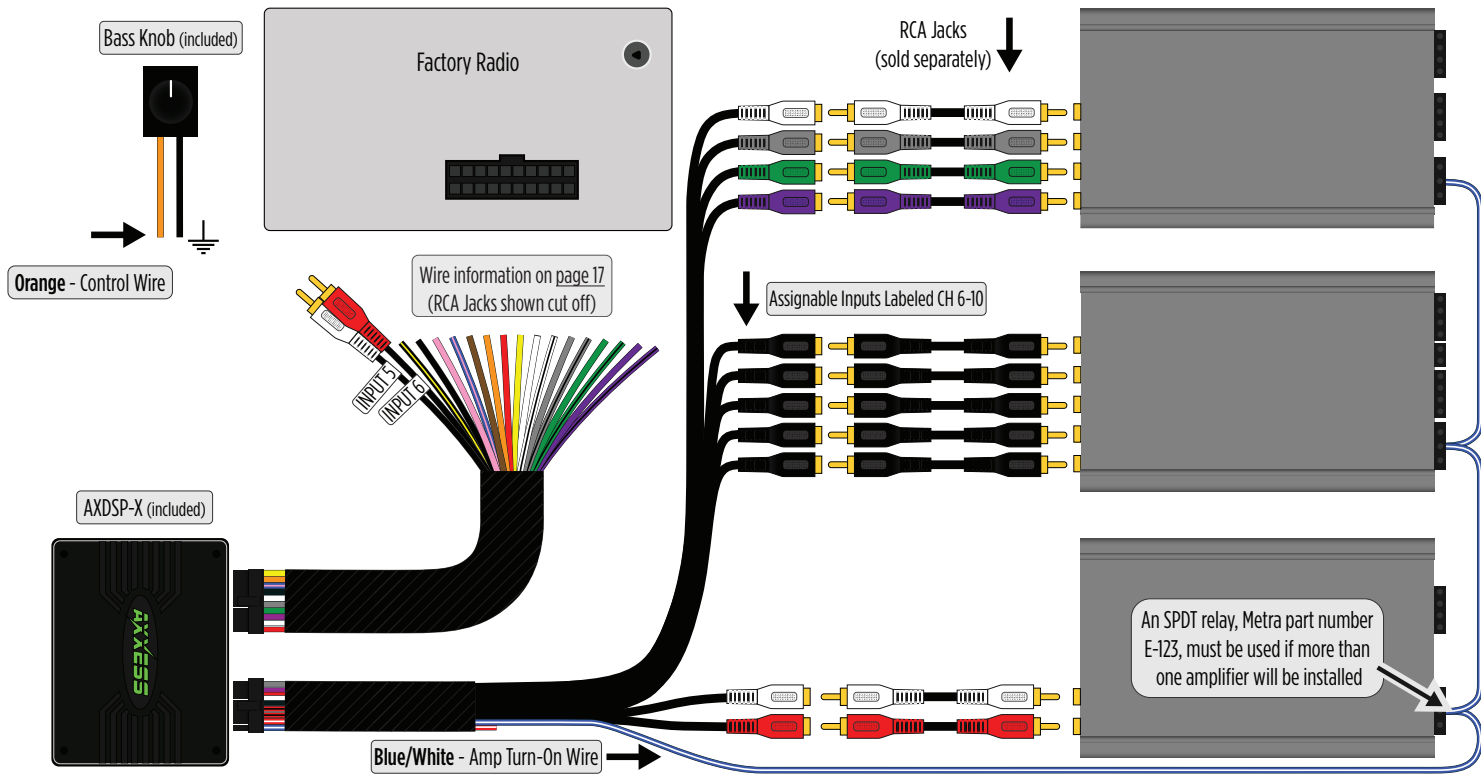 Bass Knob (included)
Factory Radio
RCA Jacks
(sold separately)
Orange - Control Wire
Wire information on page 17
(RCA Jacks shown cut off)
Assignable Inputs Labeled CH 6-10
INPUT 5
INPUT 6
AXDSP-X (included)
AXXESS
An SPDT relay, Metra part number
E-123, must be used if more than
one amplifier will be installed
Blue/White - Amp Turn-On Wire